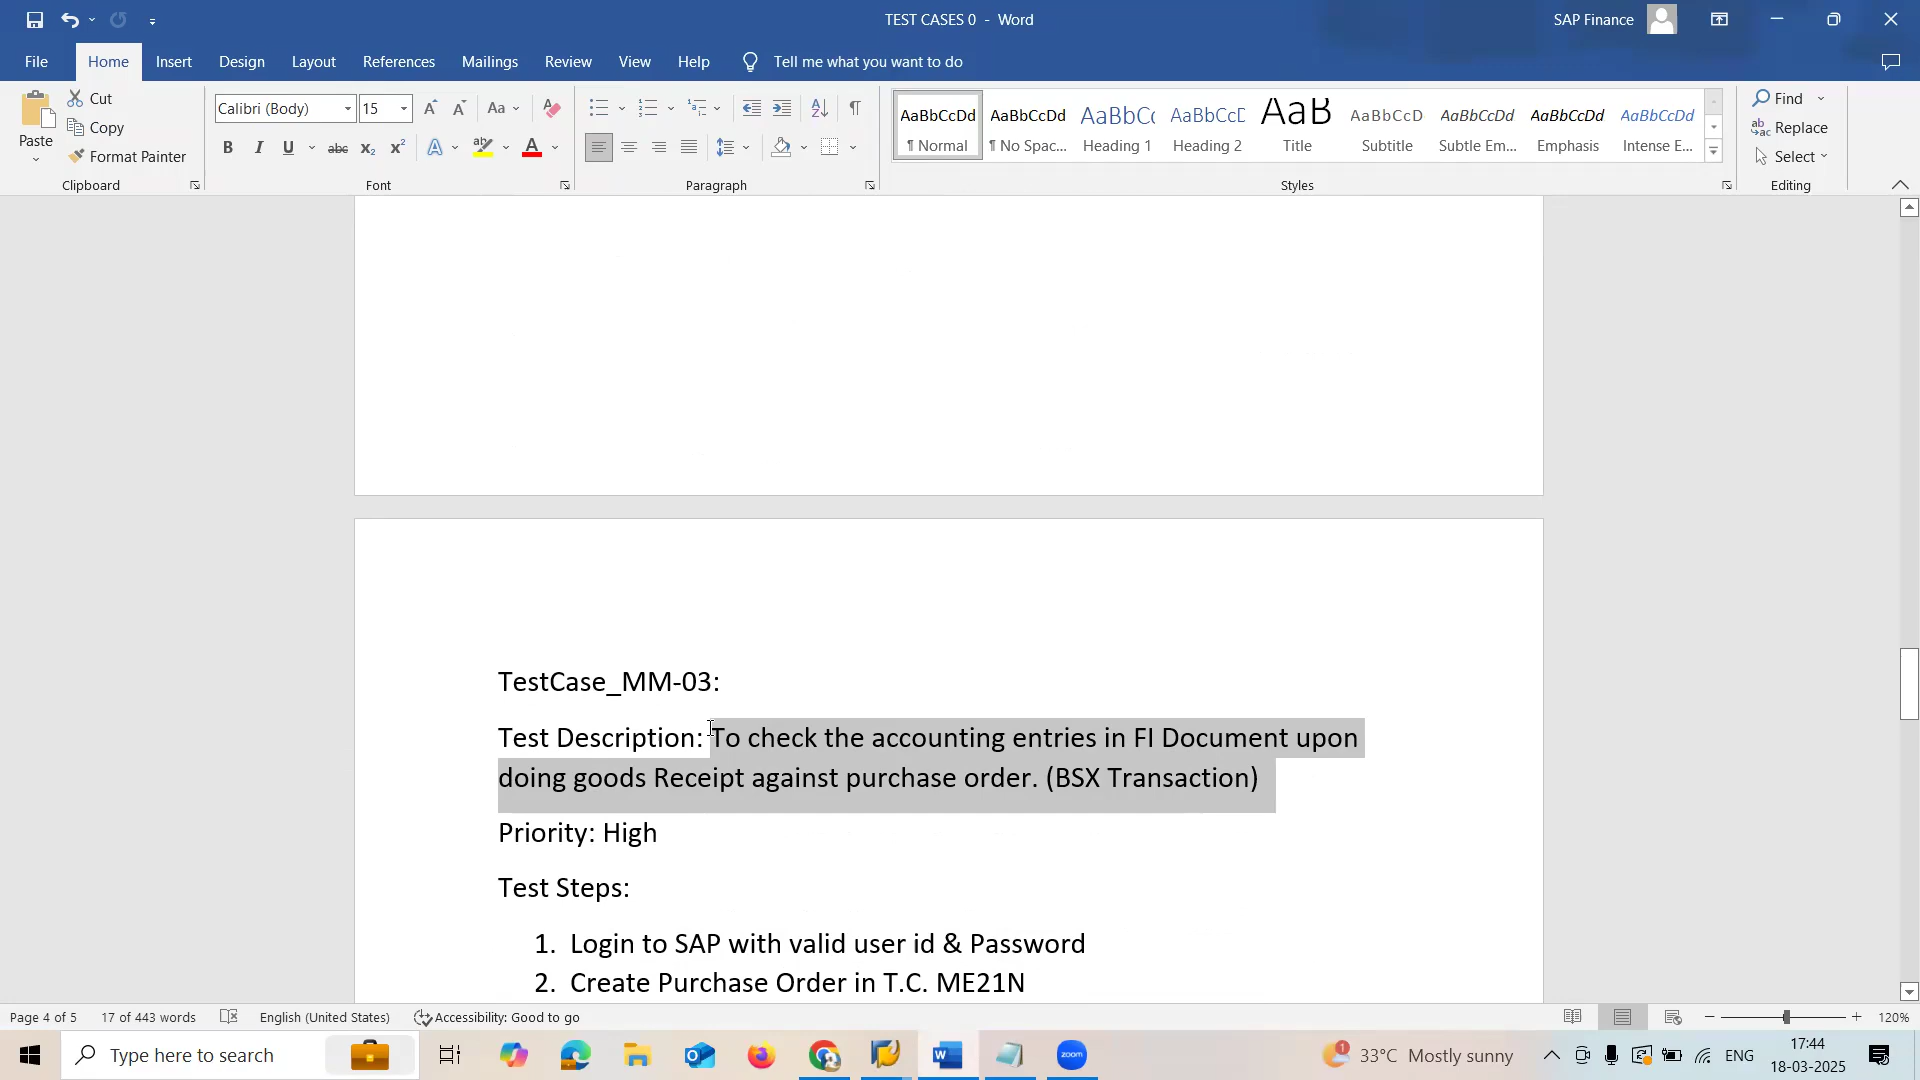 TEST CASES 0 - Word
SAP Finance
File Home Insert Design Layout References Mailings Review View Help Tell me what you want to do
Paste
Cut
Copy
Format Painter
Clipboard
Calibri (Body) 15
Font
Paragraph
AaBbCcDd
¶ Normal
AaBbCcDd
¶ No Spac...
AaBbCc
Heading 1
AaBbCcD
Heading 2
AaB
Title
AaBbCcD
Subtitle
AaBbCcDd
Subtle Em...
AaBbCcDd
Emphasis
AaBbCcDd
Intense E...
Styles
Find
Replace
Select
Editing
TestCase_MM-03:
Test Description: To check the accounting entries in FI Document upon
doing goods Receipt against purchase order. (BSX Transaction)
Priority: High
Test Steps:
1. Login to SAP with valid user id & Password
2. Create Purchase Order in T.C. ME21N
Page 4 of 5 17 of 443 words English (United States) Accessibility: Good to go 120%
Type here to search
zoom
33°C Mostly sunny
ENG
17:44
18-03-2025